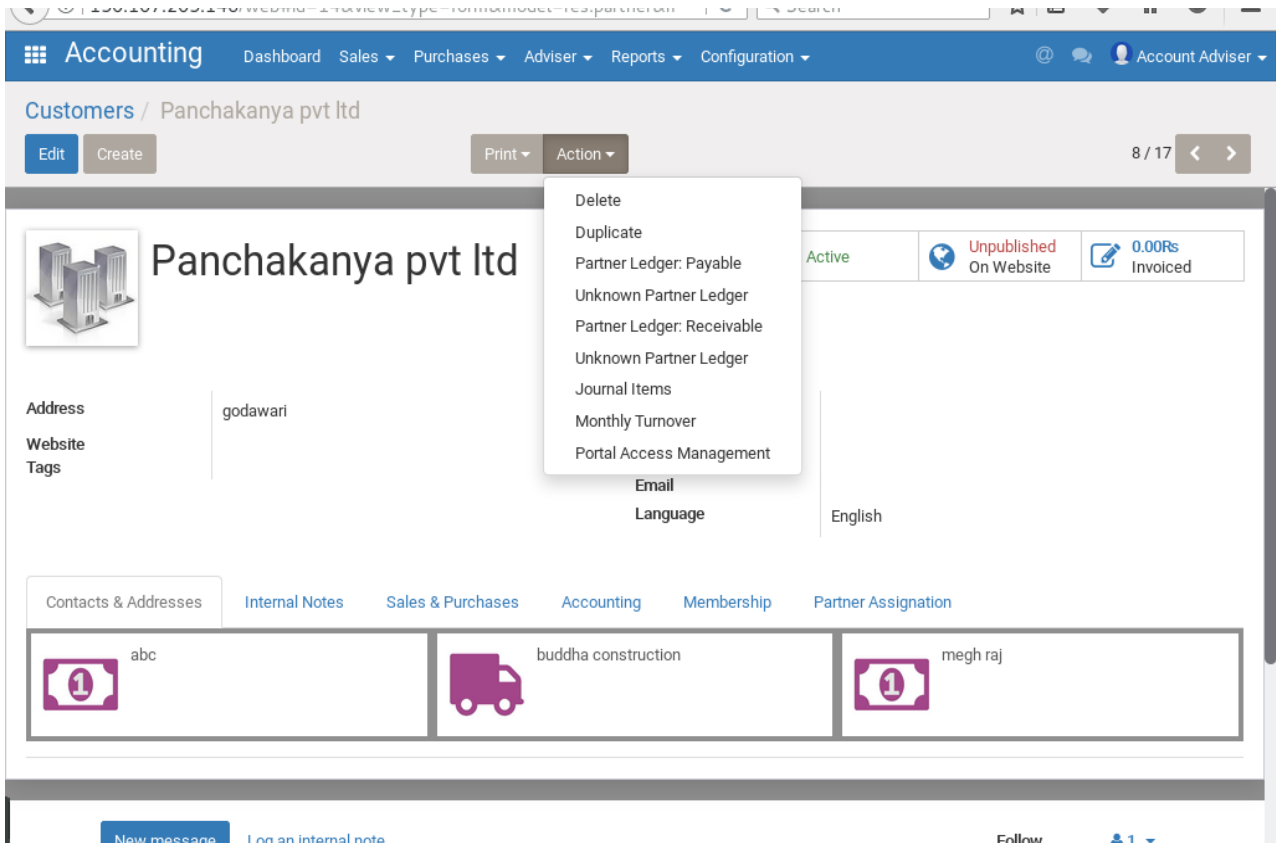 Accounting Dashboard Sales Purchases Adviser Reports Configuration @ Account Adviser
Customers / Panchakanya pvt ltd
Edit Create Print Action 8 / 17
Delete
Duplicate
Partner Ledger: Payable
Unknown Partner Ledger
Partner Ledger: Receivable
Unknown Partner Ledger
Journal Items
Monthly Turnover
Portal Access Management
Panchakanya pvt ltd
Active
Unpublished
On Website
0.00Rs
Invoiced
Address godawari
Website
Tags
Email
Language English
Contacts & Addresses Internal Notes Sales & Purchases Accounting Membership Partner Assignation
1 abc
buddha construction
1 megh raj
New message Log an internal note Follow 1